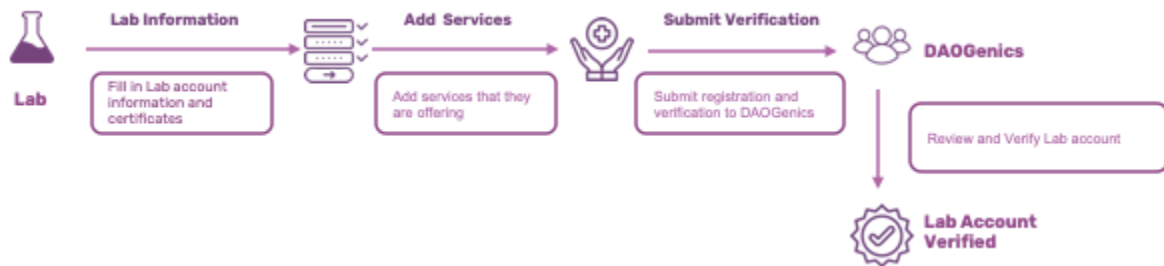 Lab Information
Add Services
Submit Verification
DAOGenics
Lab
Fill in Lab account
information and
certificates
Add services that they
are offering
Submit registration and
verification to DAOGenics
Review and Verify Lab account
Lab Account
Verified